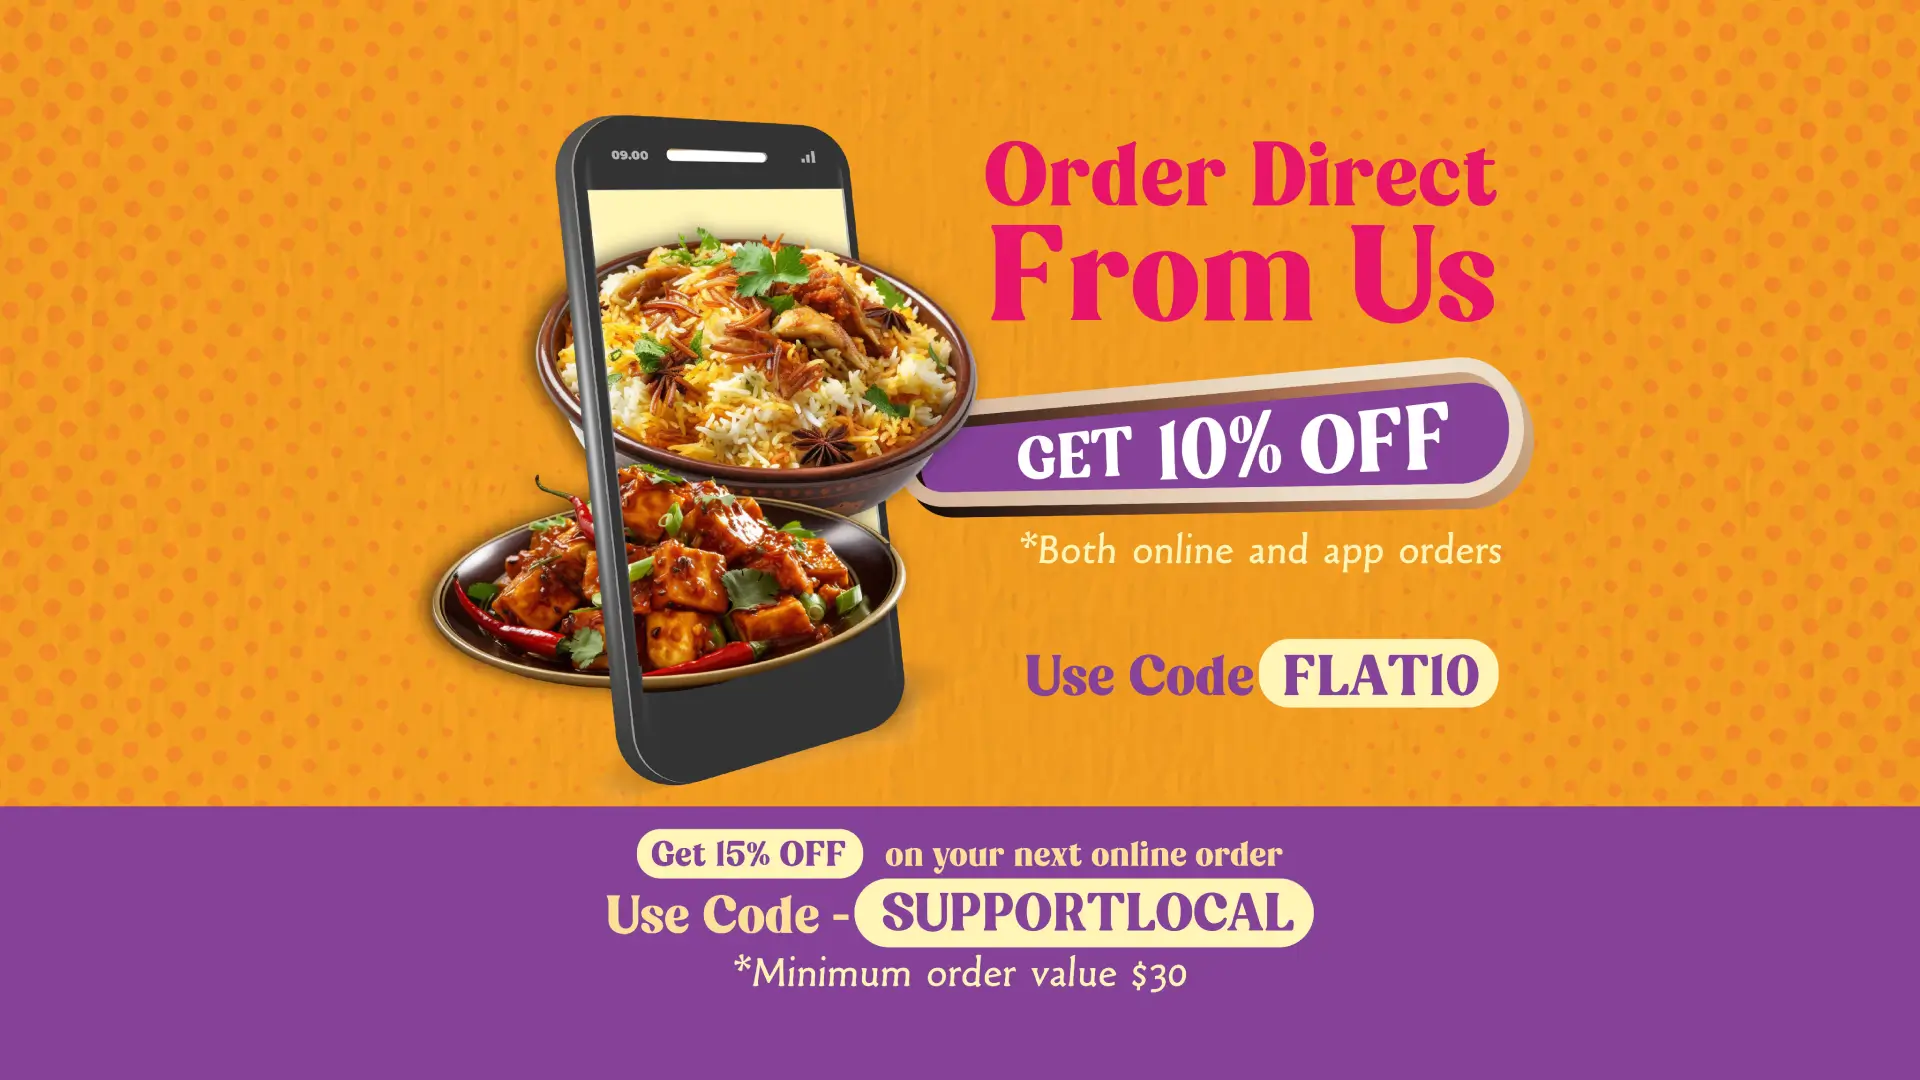 09.00
Order Direct
From Us
GET 10% OFF
*Both online and app orders
Use Code FLAT10
Get 15% OFF on your next online order
Use Code - SUPPORTLOCAL
*Minimum order value $30